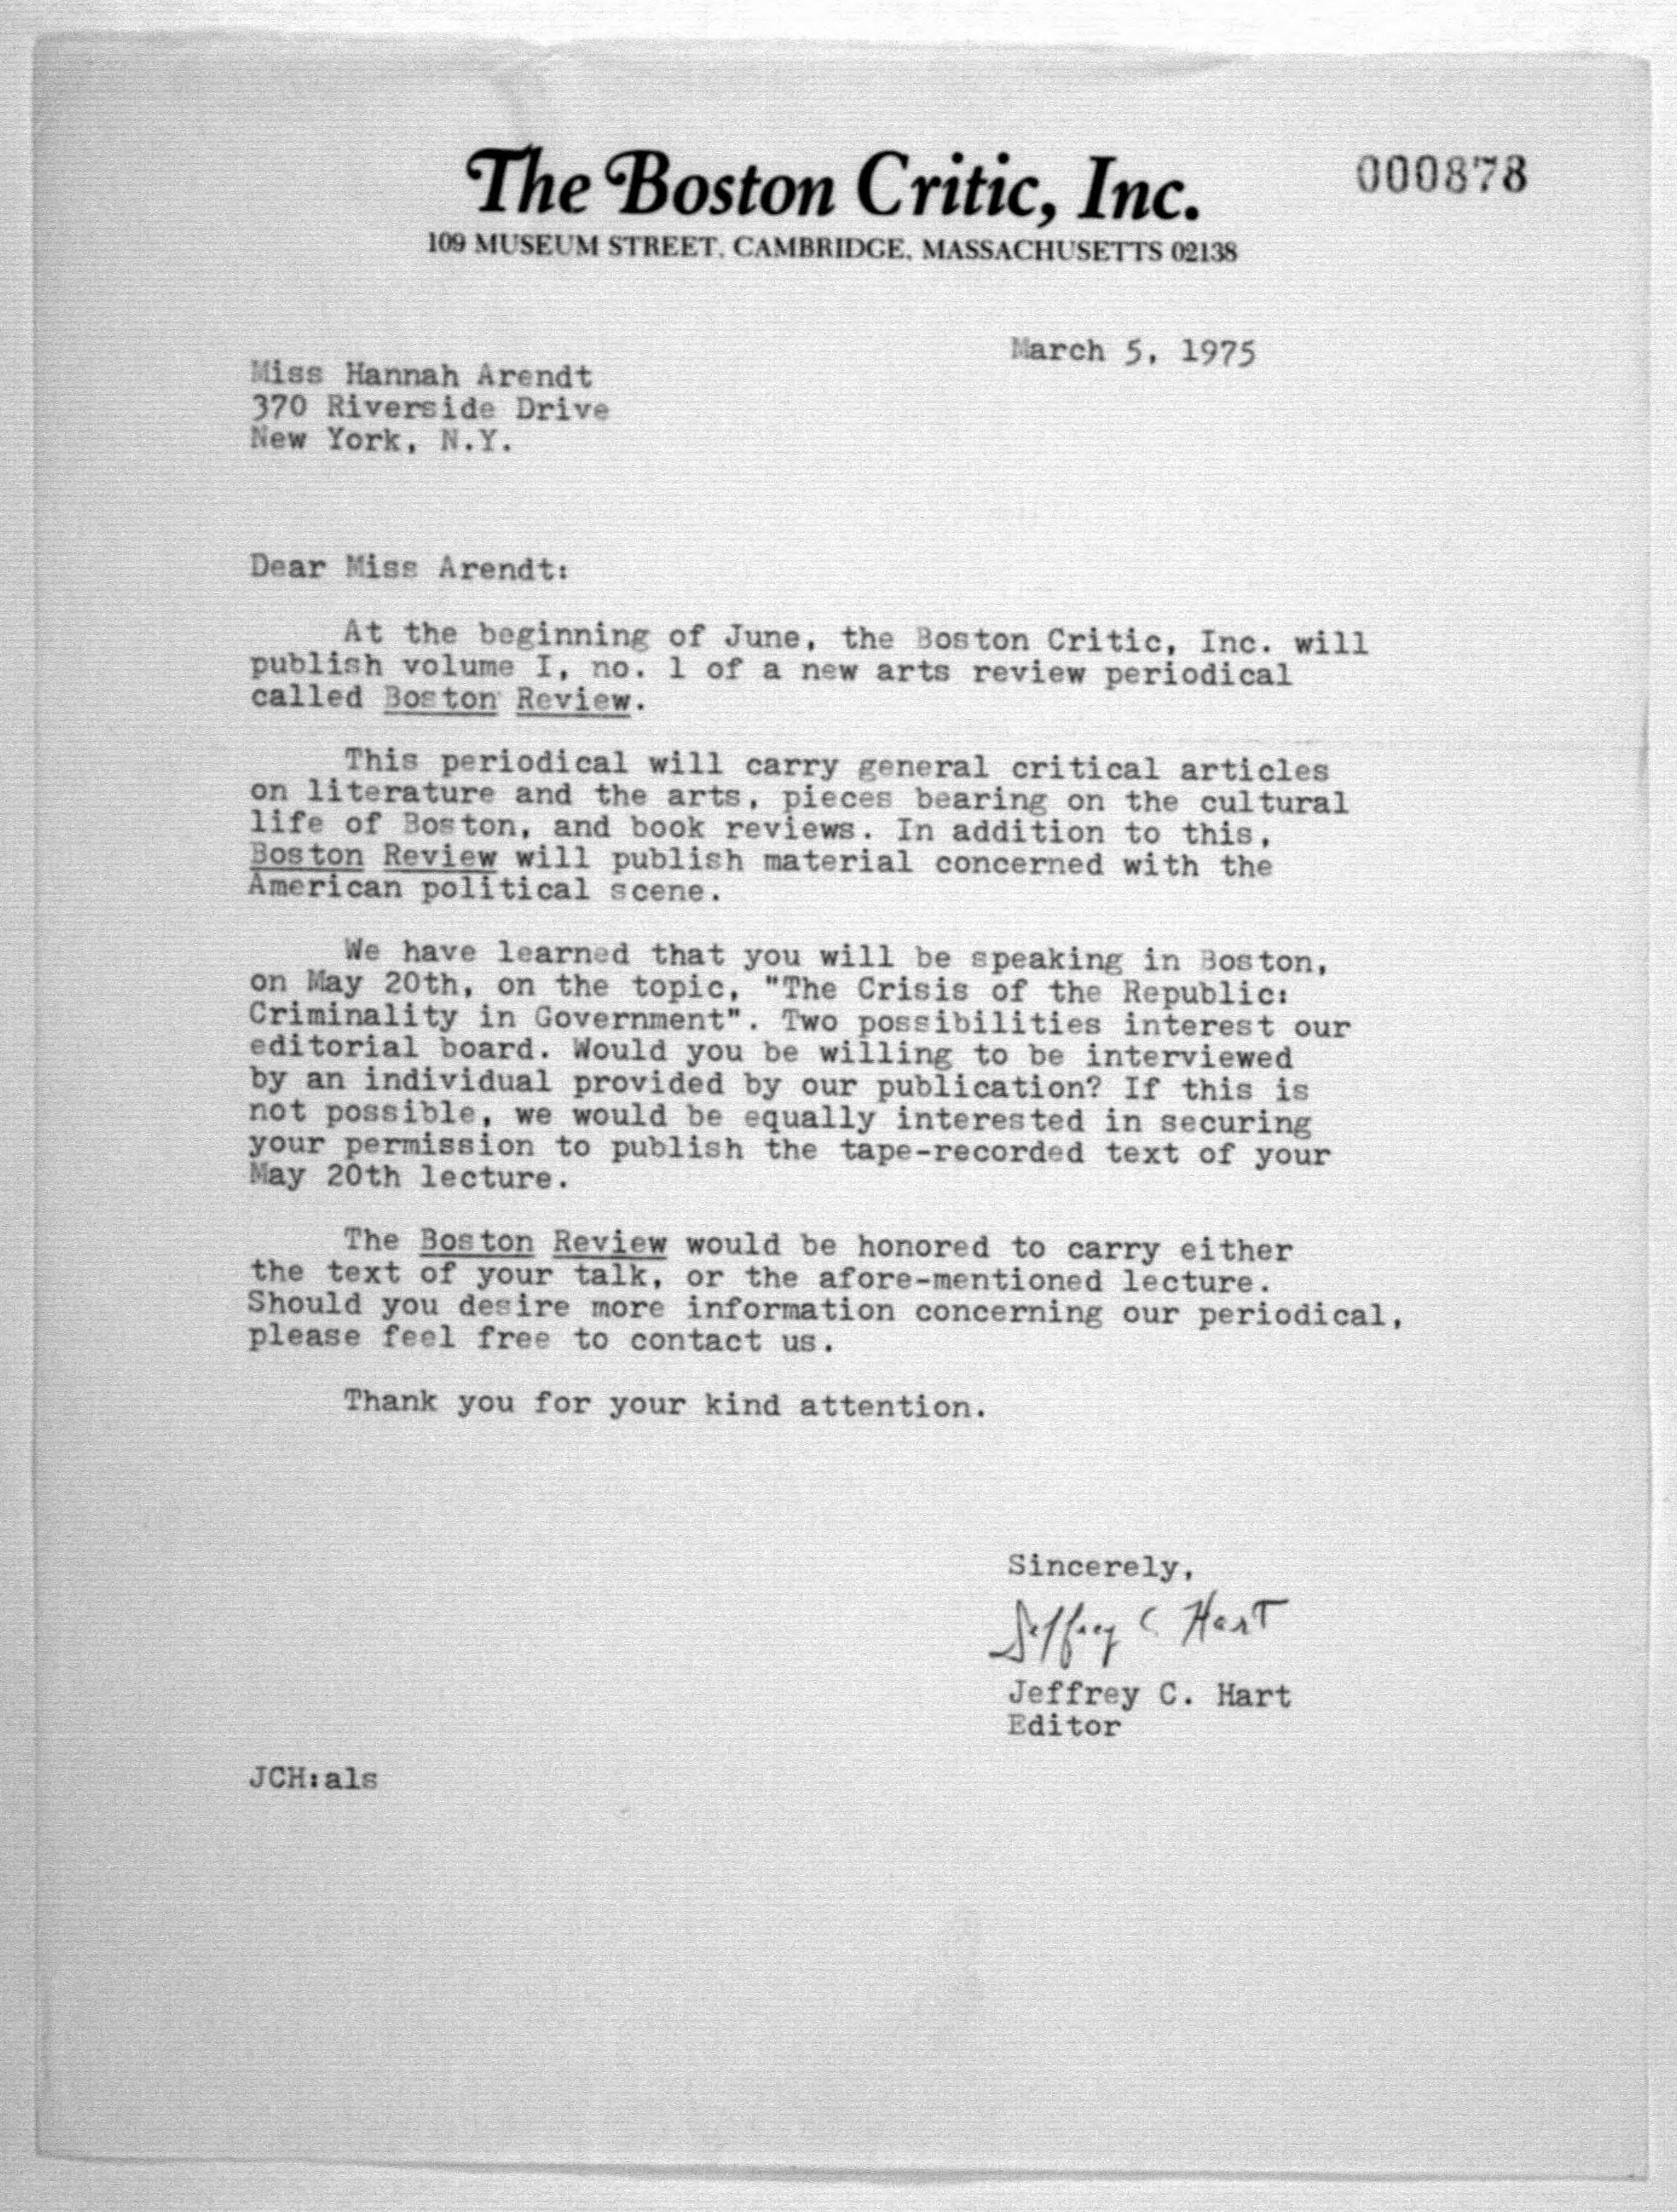 The Boston Critic, Inc.
000878
109 MUSEUM STREET, CAMBRIDGE, MASSACHUSETTS 02138
March 5, 1975
Miss Hannah Arendt
370 Riverside Drive
New York, N.Y.
Dear Miss Arendt:
At the beginning of June, the Boston Critic, Inc. will
publish volume I, no. 1 of a new arts review periodical
called Boston Review.
This periodical will carry general critical articles
on literature and the arts, pieces bearing on the cultural
life of Boston, and book reviews. In addition to this,
Boston Review will publish material concerned with the
American political scene.
We have learned that you will be speaking in Boston,
on May 20th, on the topic, "The Crisis of the Republic:
Criminality in Government". Two possibilities interest our
editorial board. Would you be willing to be interviewed
by an individual provided by our publication? If this is
not possible, we would be equally interested in securing
your permission to publish the tape-recorded text of your
May 20th lecture.
The Boston Review would be honored to carry either
the text of your talk, or the afore-mentioned lecture.
Should you desire more information concerning our periodical,
please feel free to contact us.
Thank you for your kind attention.
Sincerely,
Jeffrey C Hart
Jeffrey C. Hart
Editor
JCH:als